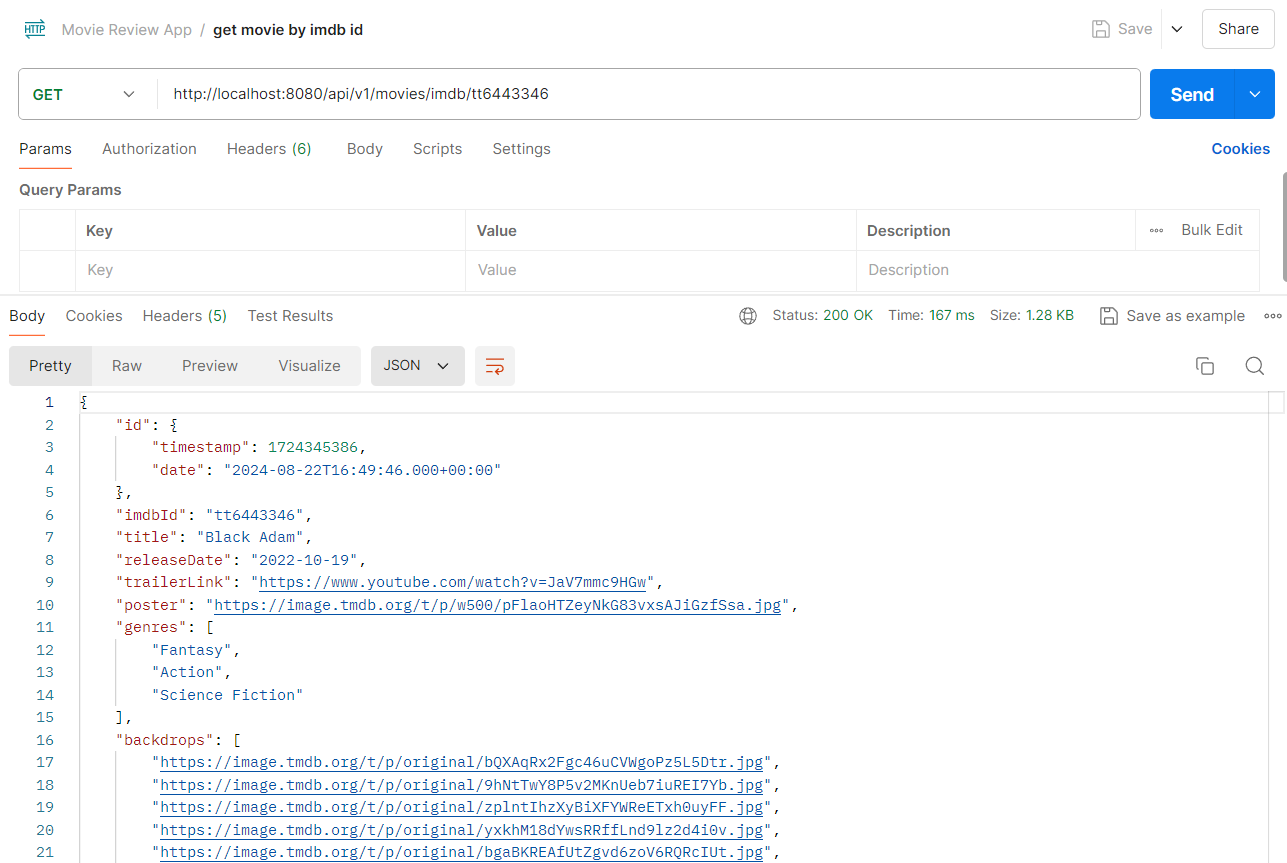 HTTP Movie Review App / get movie by imdb id Save Share
GET http://localhost:8080/api/v1/movies/imdb/tt6443346 Send
Params Authorization Headers (6) Body Scripts Settings Cookies
Query Params
Key Value Description Bulk Edit
Key Value Description
Body Cookies Headers (5) Test Results Status: 200 OK Time: 167 ms Size: 1.28 KB Save as example
Pretty Raw Preview Visualize JSON
1 {
2 "id": {
3 "timestamp": 1724345386,
4 "date": "2024-08-22T16:49:46.000+00:00"
5 },
6 "imdbId": "tt6443346",
7 "title": "Black Adam",
8 "releaseDate": "2022-10-19",
9 "trailerLink": "https://www.youtube.com/watch?v=JaV7mmc9HGw",
10 "poster": "https://image.tmdb.org/t/p/w500/pFlaoHTZeyNkG83vxsAJiGzfSsa.jpg",
11 "genres": [
12 "Fantasy",
13 "Action",
14 "Science Fiction"
15 ],
16 "backdrops": [
17 "https://image.tmdb.org/t/p/original/bQXAqRx2Fgc46uCVWgoPz5L5Dtr.jpg",
18 "https://image.tmdb.org/t/p/original/9hNtTwY8P5v2MKnUeb7iuREI7Yb.jpg",
19 "https://image.tmdb.org/t/p/original/zplntIhzXyBiXFYWReETxh0uyFF.jpg",
20 "https://image.tmdb.org/t/p/original/yxkhM18dYwsRRffLnd9lz2d4i0v.jpg",
21 "https://image.tmdb.org/t/p/original/bgaBKREAfUtZgvd6zoV6RQRcIUt.jpg",